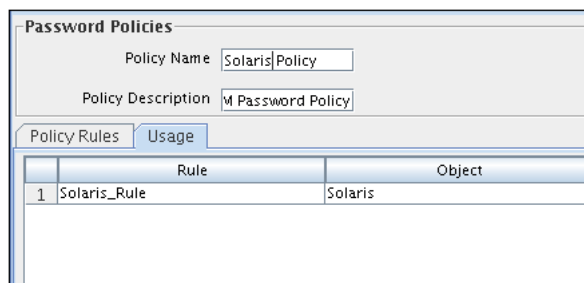 Password Policies
Policy Name Solaris Policy
Policy Description M Password Policy
Policy Rules Usage
Rule Object
1 Solaris_Rule Solaris